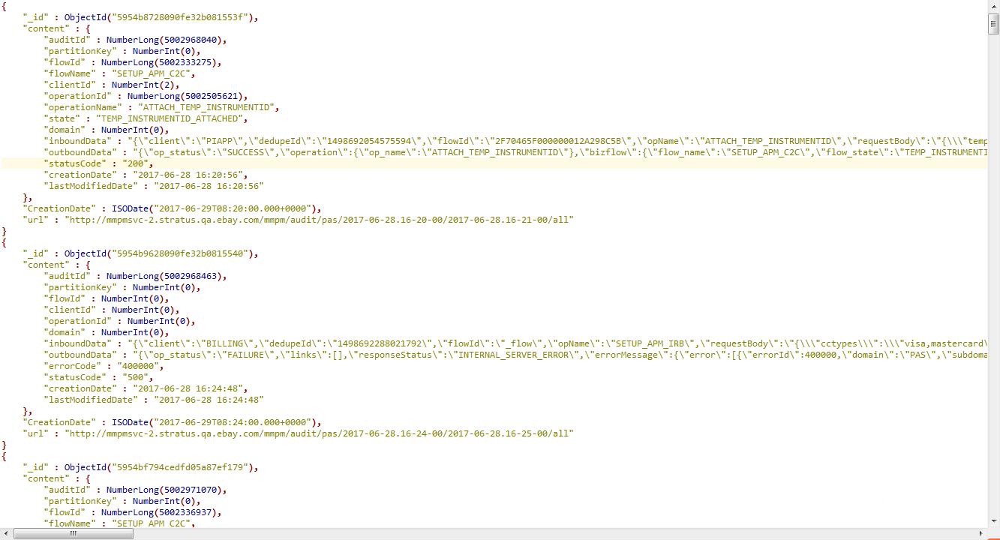 {
    "_id" : ObjectId("5954b8728090fe32b081553f"),
    "content" : {
        "auditId" : NumberLong(5002968040),
        "partitionKey" : NumberInt(0),
        "flowId" : NumberLong(5002333275),
        "flowName" : "SETUP_APM_C2C",
        "clientId" : NumberInt(2),
        "operationId" : NumberLong(5002505621),
        "operationName" : "ATTACH_TEMP_INSTRUMENTID",
        "state" : "TEMP_INSTRUMENTID_ATTACHED",
        "domain" : NumberInt(0),
        "inboundData" : "{\"client\":\"PIAPP\",\"dedupeId\":\"1498692054575594\",\"flowId\":\"2F70465F000000012A298C5B\",\"opName\":\"ATTACH_TEMP_INSTRUMENTID\",\"requestBody\":\"{\\\"temp
        "outboundData" : "{\"op_status\":\"SUCCESS\",\"operation\":{\"op_name\":\"ATTACH_TEMP_INSTRUMENTID\"},\"bizflow\":{\"flow_name\":\"SETUP_APM_C2C\",\"flow_state\":\"TEMP_INSTRUMENTI
        "statusCode" : "200",
        "creationDate" : "2017-06-28 16:20:56",
        "lastModifiedDate" : "2017-06-28 16:20:56"
    },
    "CreationDate" : ISODate("2017-06-29T08:20:00.000+0000"),
    "url" : "http://mmpmsvc-2.stratus.qa.ebay.com/mmpm/audit/pas/2017-06-28.16-20-00/2017-06-28.16-21-00/all"
}
{
    "_id" : ObjectId("5954b9628090fe32b0815540"),
    "content" : {
        "auditId" : NumberLong(5002968463),
        "partitionKey" : NumberInt(0),
        "flowId" : NumberInt(0),
        "clientId" : NumberInt(0),
        "operationId" : NumberInt(0),
        "domain" : NumberInt(0),
        "inboundData" : "{\"client\":\"BILLING\",\"dedupeId\":\"1498692288021792\",\"flowId\":\"_flow\",\"opName\":\"SETUP_APM_IRB\",\"requestBody\":\"{\\\"cctypes\\\":\\\"visa,mastercard\
        "outboundData" : "{\"op_status\":\"FAILURE\",\"links\":[],\"responseStatus\":\"INTERNAL_SERVER_ERROR\",\"errorMessage\":{\"error\":[{\"errorId\":400000,\"domain\":\"PAS\",\"subdoma
        "errorCode" : "400000",
        "statusCode" : "500",
        "creationDate" : "2017-06-28 16:24:48",
        "lastModifiedDate" : "2017-06-28 16:24:48"
    },
    "CreationDate" : ISODate("2017-06-29T08:24:00.000+0000"),
    "url" : "http://mmpmsvc-2.stratus.qa.ebay.com/mmpm/audit/pas/2017-06-28.16-24-00/2017-06-28.16-25-00/all"
}
{
    "_id" : ObjectId("5954bf794cedfd05a87ef179"),
    "content" : {
        "auditId" : NumberLong(5002971070),
        "partitionKey" : NumberInt(0),
        "flowId" : NumberLong(5002336937),
        "flowName" : "SETUP_APM_C2C",